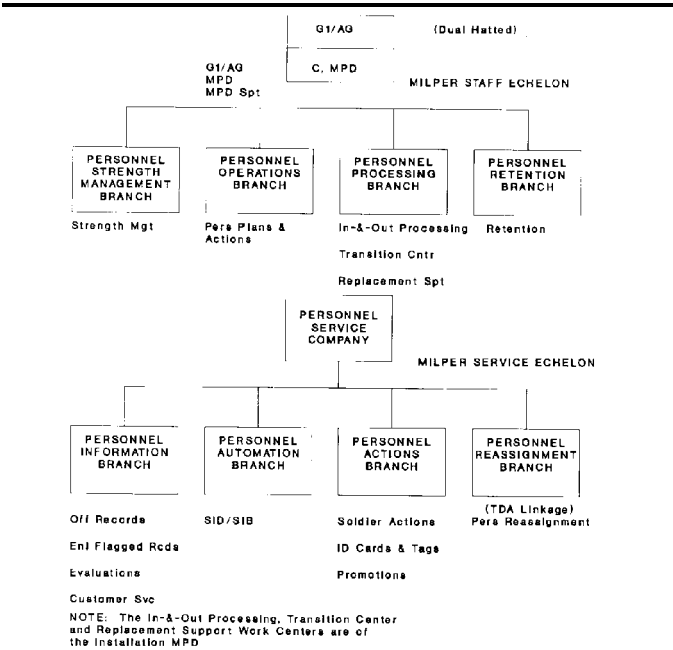 G1/AG
(Dual Hatted)
G1/AG
MPD
MPD Spt
C, MPD
MILPER STAFF ECHELON
PERSONNEL
STRENGTH
MANAGEMENT
BRANCH
Strength Mgt
PERSONNEL
OPERATIONS
BRANCH
Pers Plans &
Actions
PERSONNEL
PROCESSING
BRANCH
In-&-Out Processing
Transition Cntr
Replacement Spt
PERSONNEL
RETENTION
BRANCH
Retention
PERSONNEL
SERVICE
COMPANY
MILPER SERVICE ECHELON
PERSONNEL
INFORMATION
BRANCH
Off Records
Enl Flagged Rcds
Evaluations
Customer Svc
PERSONNEL
AUTOMATION
BRANCH
SID/SIB
PERSONNEL
ACTIONS
BRANCH
Soldier Actions
ID Cards & Tags
Promotions
PERSONNEL
REASSIGNMENT
BRANCH
(TDA Linkage)
Pers Reassignment
NOTE: The In-&-Out Processing, Transition Center
and Replacement Support Work Centers are of
the Installation MPD